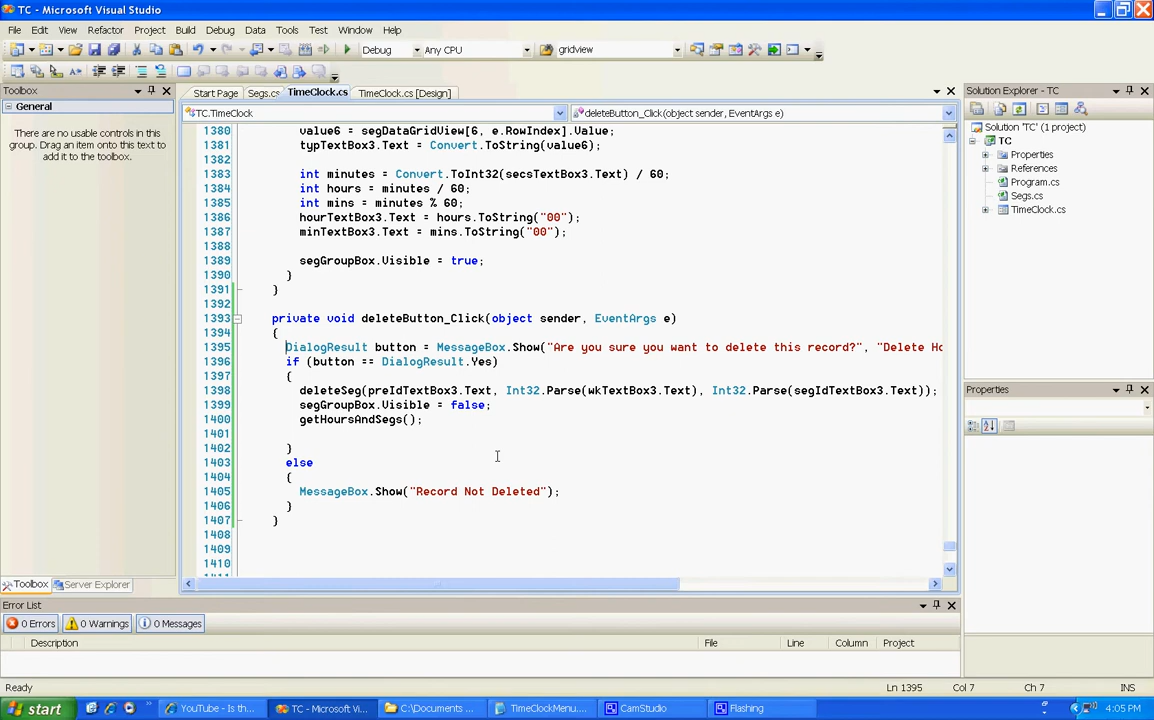 TC - Microsoft Visual Studio
File Edit View Refactor Project Build Debug Data Tools Test Window Help
Debug Any CPU gridview
Toolbox
General
There are no usable controls in this
group. Drag an item onto this text to
add it to the toolbox.
Toolbox Server Explorer
Start Page Segs.cs TimeClock.cs TimeClock.cs [Design]
TC.TimeClock deleteButton_Click(object sender, EventArgs e)
1380 value6 = segDataGridView[6, e.RowIndex].Value;
1381 typTextBox3.Text = Convert.ToString(value6);
1382
1383 int minutes = Convert.ToInt32(secsTextBox3.Text) / 60;
1384 int hours = minutes / 60;
1385 int mins = minutes % 60;
1386 hourTextBox3.Text = hours.ToString("00");
1387 minTextBox3.Text = mins.ToString("00");
1388
1389 segGroupBox.Visible = true;
1390 }
1391 }
1392
1393 private void deleteButton_Click(object sender, EventArgs e)
1394 {
1395 DialogResult button = MessageBox.Show("Are you sure you want to delete this record?", "Delete Ho
1396 if (button == DialogResult.Yes)
1397 {
1398 deleteSeg(preIdTextBox3.Text, Int32.Parse(wkTextBox3.Text), Int32.Parse(segIdTextBox3.Text));
1399 segGroupBox.Visible = false;
1400 getHoursAndSegs();
1401
1402 }
1403 else
1404 {
1405 MessageBox.Show("Record Not Deleted");
1406 }
1407 }
1408
1409
1410
Solution Explorer - TC
Solution 'TC' (1 project)
TC
Properties
References
Program.cs
Segs.cs
TimeClock.cs
Properties
Error List
0 Errors 0 Warnings 0 Messages
Description File Line Column Project
Ready Ln 1395 Col 7 Ch 7 INS
start YouTube - Is th... TC - Microsoft Vi... C:\Documents ... TimeClockMenu.... CamStudio Flashing 4:05 PM